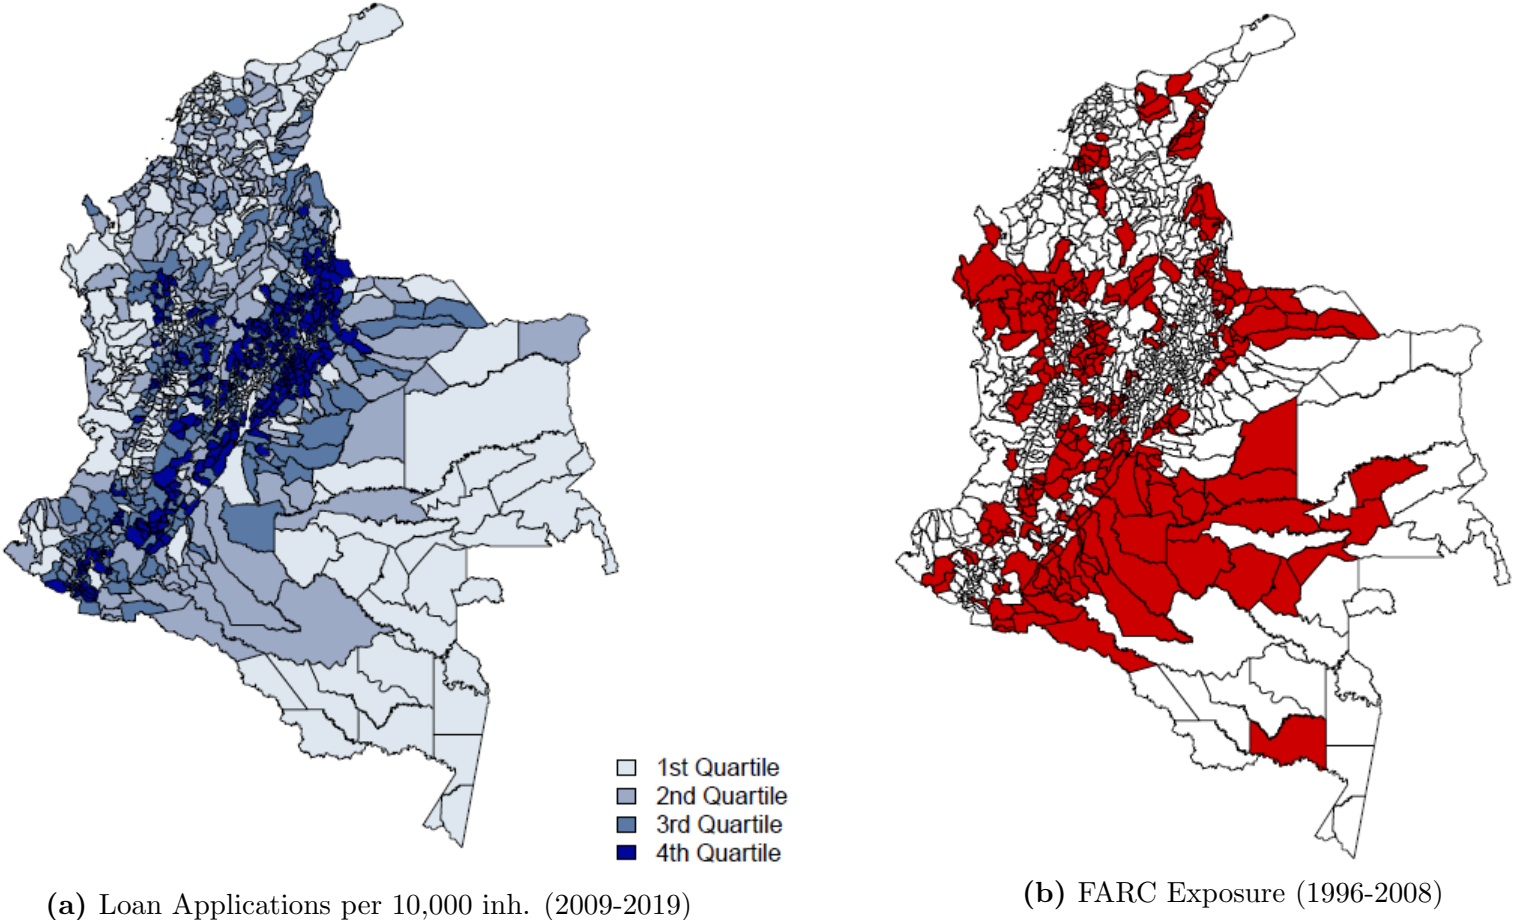 1st Quartile
2nd Quartile
3rd Quartile
4th Quartile
(a) Loan Applications per 10,000 inh. (2009-2019)
(b) FARC Exposure (1996-2008)